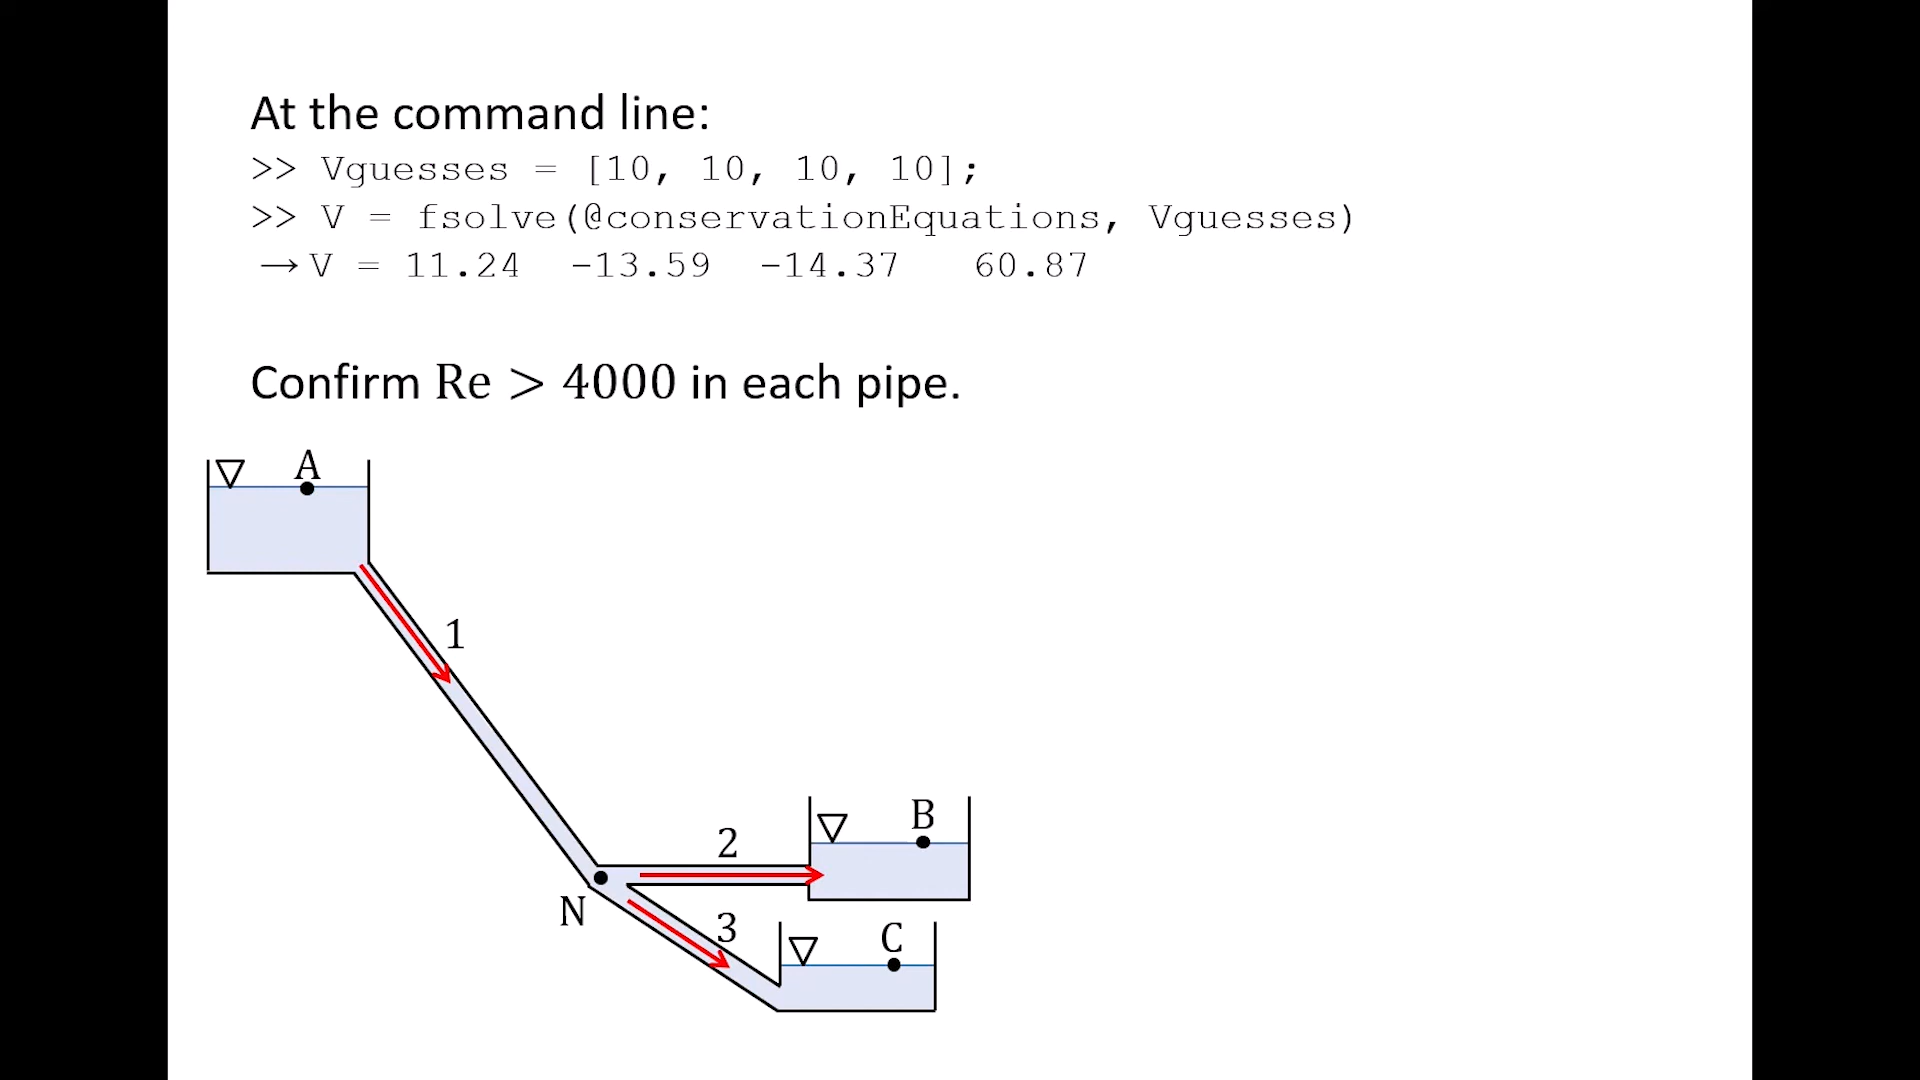 At the command line:
>> Vguesses = [10, 10, 10, 10];
>> V = fsolve(@conservationEquations, Vguesses)
→V = 11.24 -13.59 -14.37 60.87
Confirm Re > 4000 in each pipe.
A
1
B
2
N
3
C